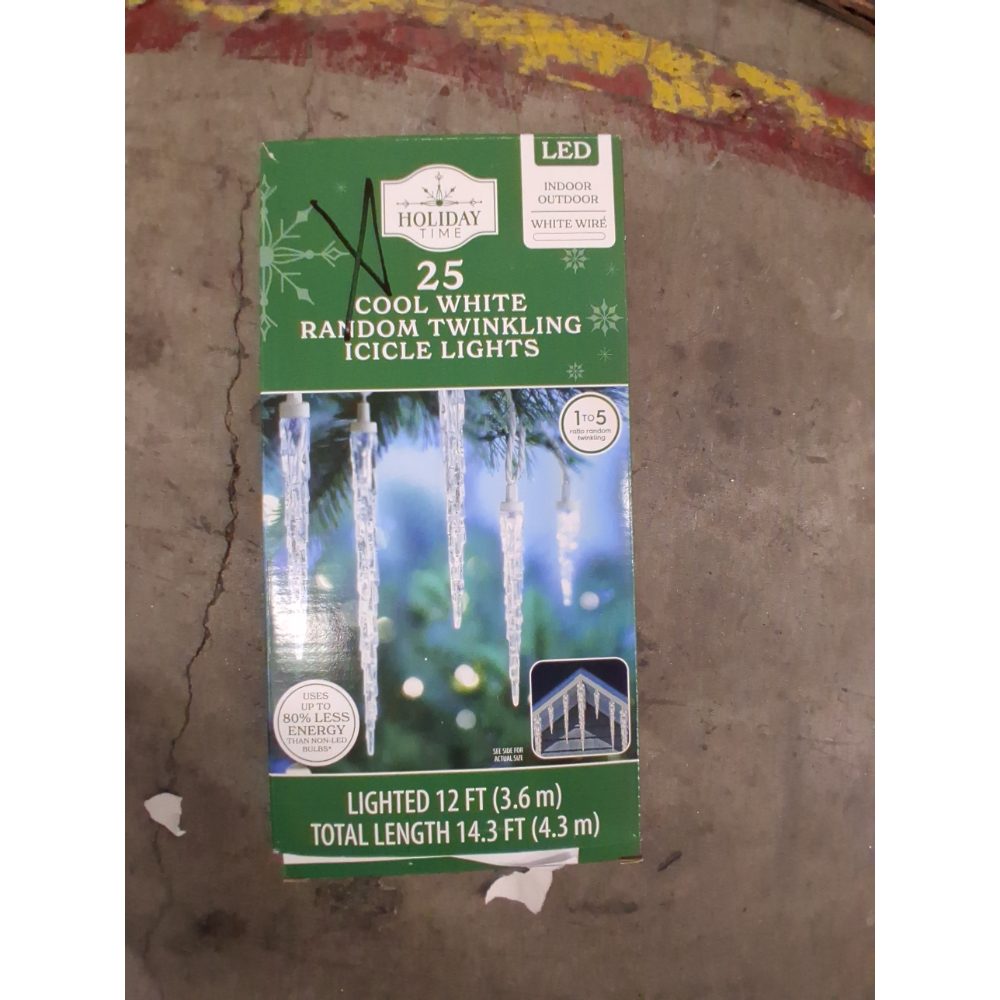 LED
INDOOR
OUTDOOR
WHITE WIRE
HOLIDAY
TIME
25
COOL WHITE
RANDOM TWINKLING
ICICLE LIGHTS
1 TO 5
ratio random
twinkling
USES
UP TO
80% LESS
ENERGY
THAN NON-LED
BULBS*
SEE SIDE FOR
ACTUAL SIZE
LIGHTED 12 FT (3.6 m)
TOTAL LENGTH 14.3 FT (4.3 m)